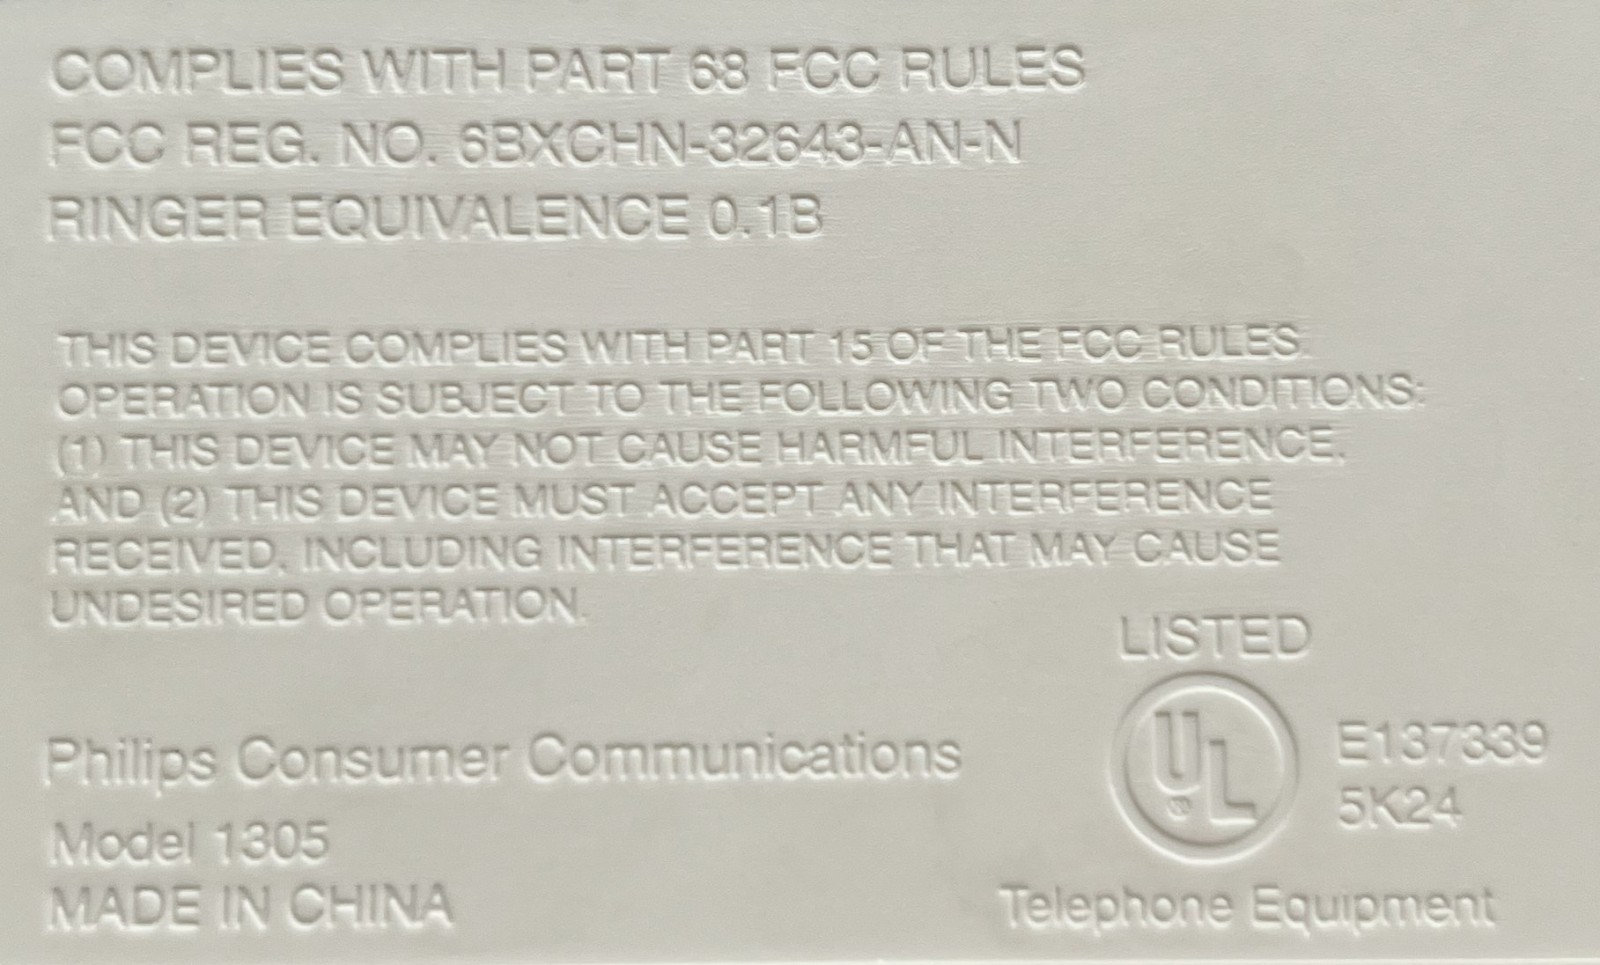 COMPLIES WITH PART 68 FCC RULES
FCC REG. NO. 6BXCHN-32643-AN-N
RINGER EQUIVALENCE 0.1B
THIS DEVICE COMPLIES WITH PART 15 OF THE FCC RULES.
OPERATION IS SUBJECT TO THE FOLLOWING TWO CONDITIONS:
(1) THIS DEVICE MAY NOT CAUSE HARMFUL INTERFERENCE,
AND (2) THIS DEVICE MUST ACCEPT ANY INTERFERENCE
RECEIVED, INCLUDING INTERFERENCE THAT MAY CAUSE
UNDESIRED OPERATION.
Philips Consumer Communications
Model 1305
MADE IN CHINA
LISTED
UL ®
E137339
5K24
Telephone Equipment